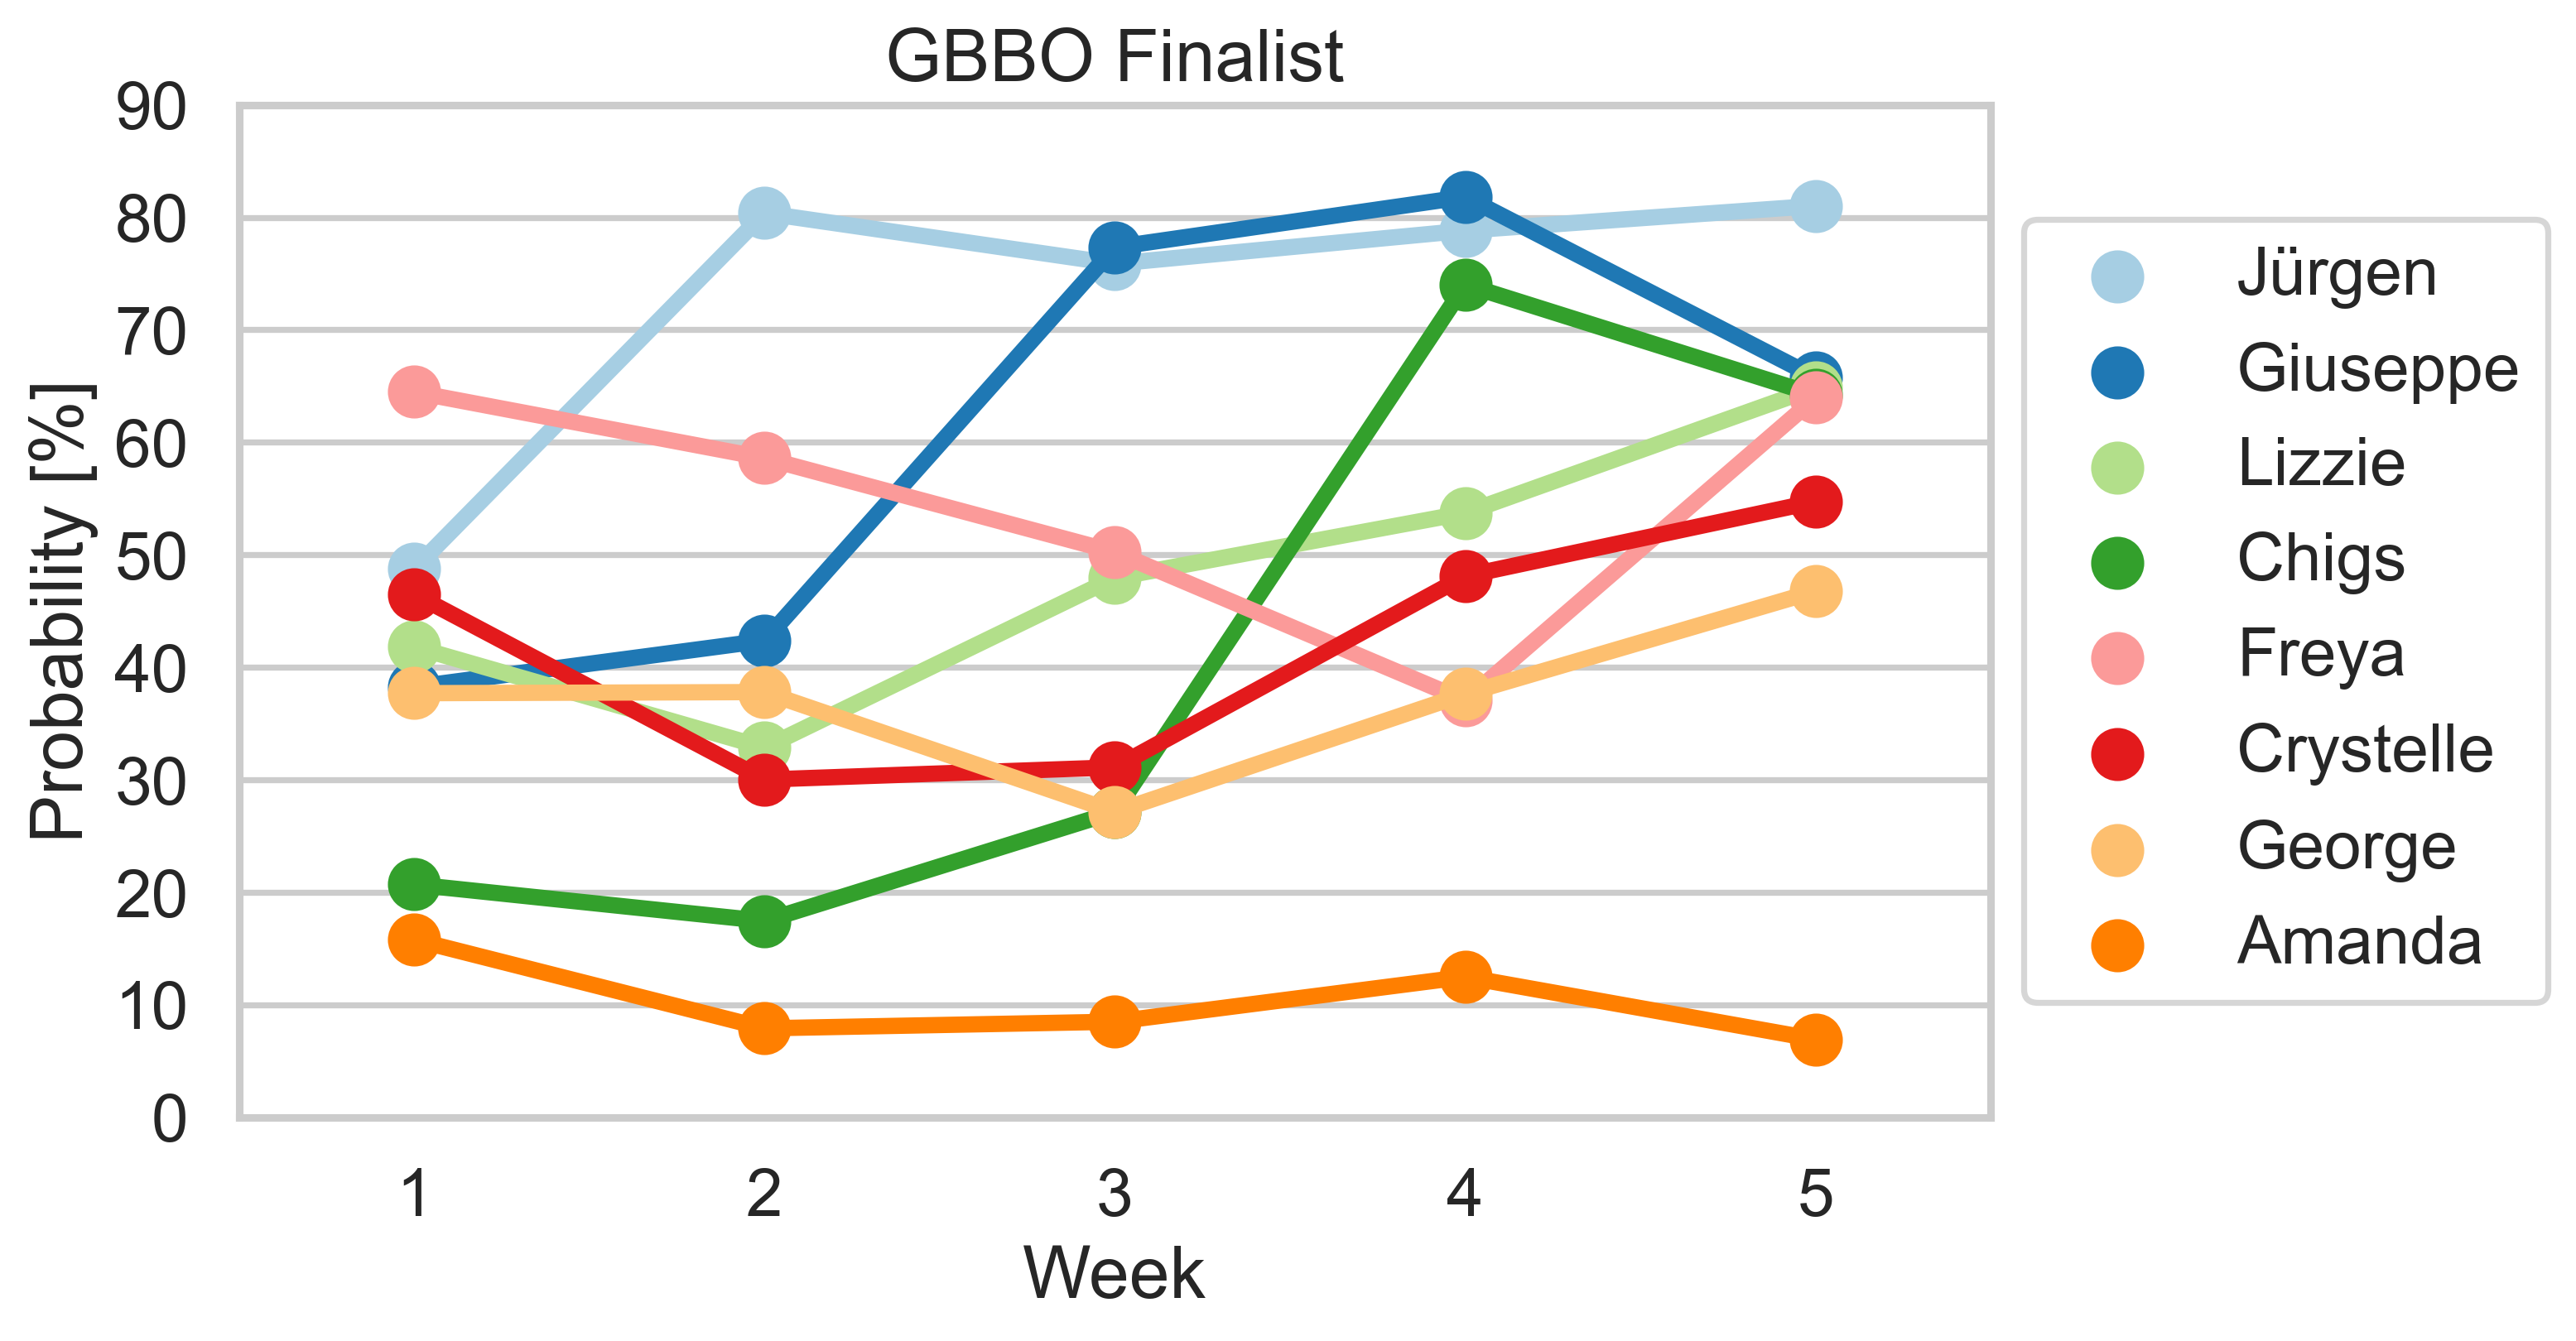 GBBO Finalist
90
80
70
60
50
40
30
20
10
0
Probability [%]
1 2 3 4 5
Week
Jürgen
Giuseppe
Lizzie
Chigs
Freya
Crystelle
George
Amanda